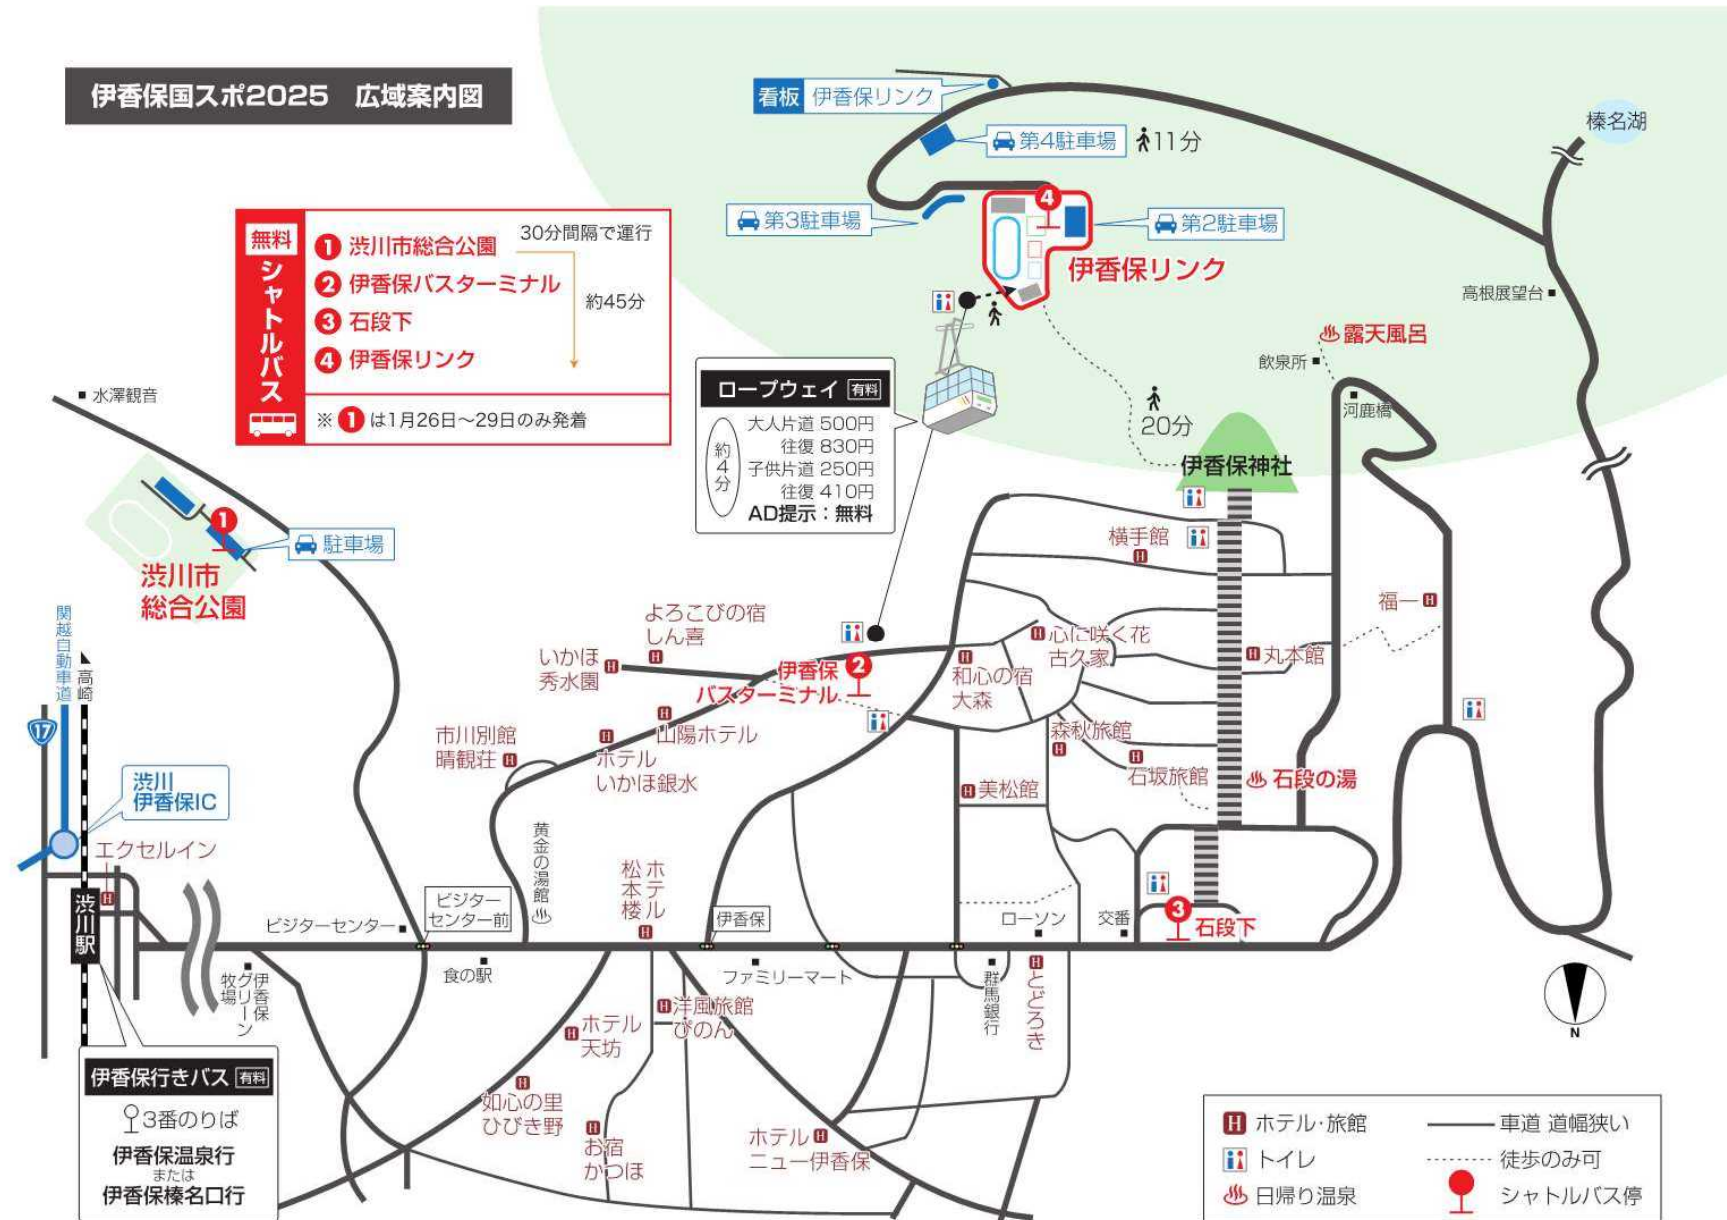 伊香保国スポ2025　広域案内図
看板 伊香保リンク
榛名湖
第4駐車場 11分
無料
シャトルバス
1 渋川市総合公園 30分間隔で運行
2 伊香保バスターミナル
約45分
3 石段下
4 伊香保リンク
※ 1 は1月26日～29日のみ発着
第3駐車場
4
第2駐車場
伊香保リンク
高根展望台
露天風呂
飲泉所
河鹿橋
水澤観音
ロープウェイ 有料
約4分
大人片道 500円
往復 830円
子供片道 250円
往復 410円
AD提示：無料
20分
伊香保神社
1
駐車場
渋川市
総合公園
横手館
福一
関越自動車道
高崎
17
よろこびの宿
しん喜
いかほ
秀水園
伊香保 2
バスターミナル
心に咲く花
古久家
和心の宿
大森
丸本館
市川別館
晴観荘
山陽ホテル
ホテル
いかほ銀水
森秋旅館
石坂旅館
石段の湯
美松館
渋川
伊香保IC
エクセルイン
渋川駅
黄金の湯館
ホテル
松本楼
ビジターセンター
ビジター
センター前
伊香保
ローソン
交番
3 石段下
伊香保
グリーン
牧場
食の駅
ファミリーマート
群馬銀行
とどろき
洋風旅館
ぴのん
ホテル
天坊
如心の里
ひびき野
お宿
かつほ
ホテル
ニュー伊香保
N
伊香保行きバス 有料
3番のりば
伊香保温泉行
または
伊香保榛名口行
H ホテル・旅館
車道 道幅狭い
トイレ
徒歩のみ可
日帰り温泉
シャトルバス停